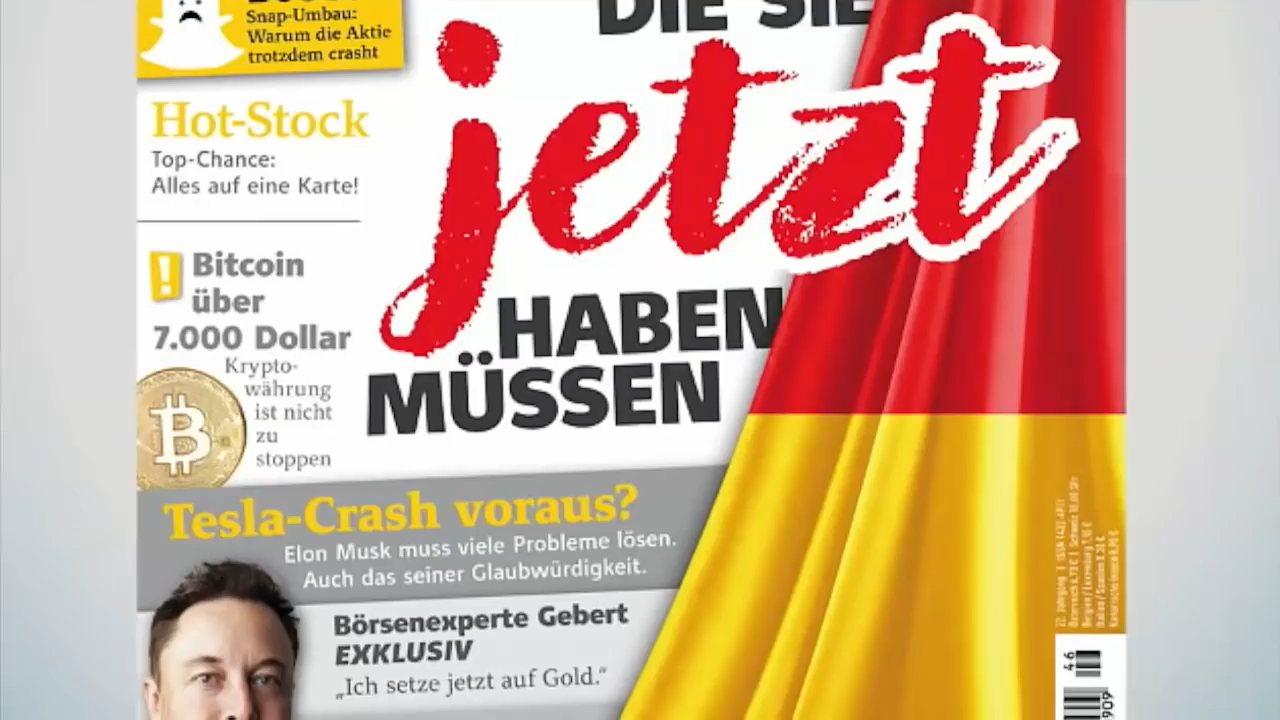 Snap-Umbau:
Warum die Aktie
trotzdem crasht
DIE SIE
jetzt
HABEN
MÜSSEN
Hot-Stock
Top-Chance:
Alles auf eine Karte!
! Bitcoin
über
7.000 Dollar
Krypto-
währung
ist nicht
zu
stoppen
B
Tesla-Crash voraus?
Elon Musk muss viele Probleme lösen.
Auch das seiner Glaubwürdigkeit.
Börsenexperte Gebert
EXKLUSIV
„Ich setze jetzt auf Gold.“
46